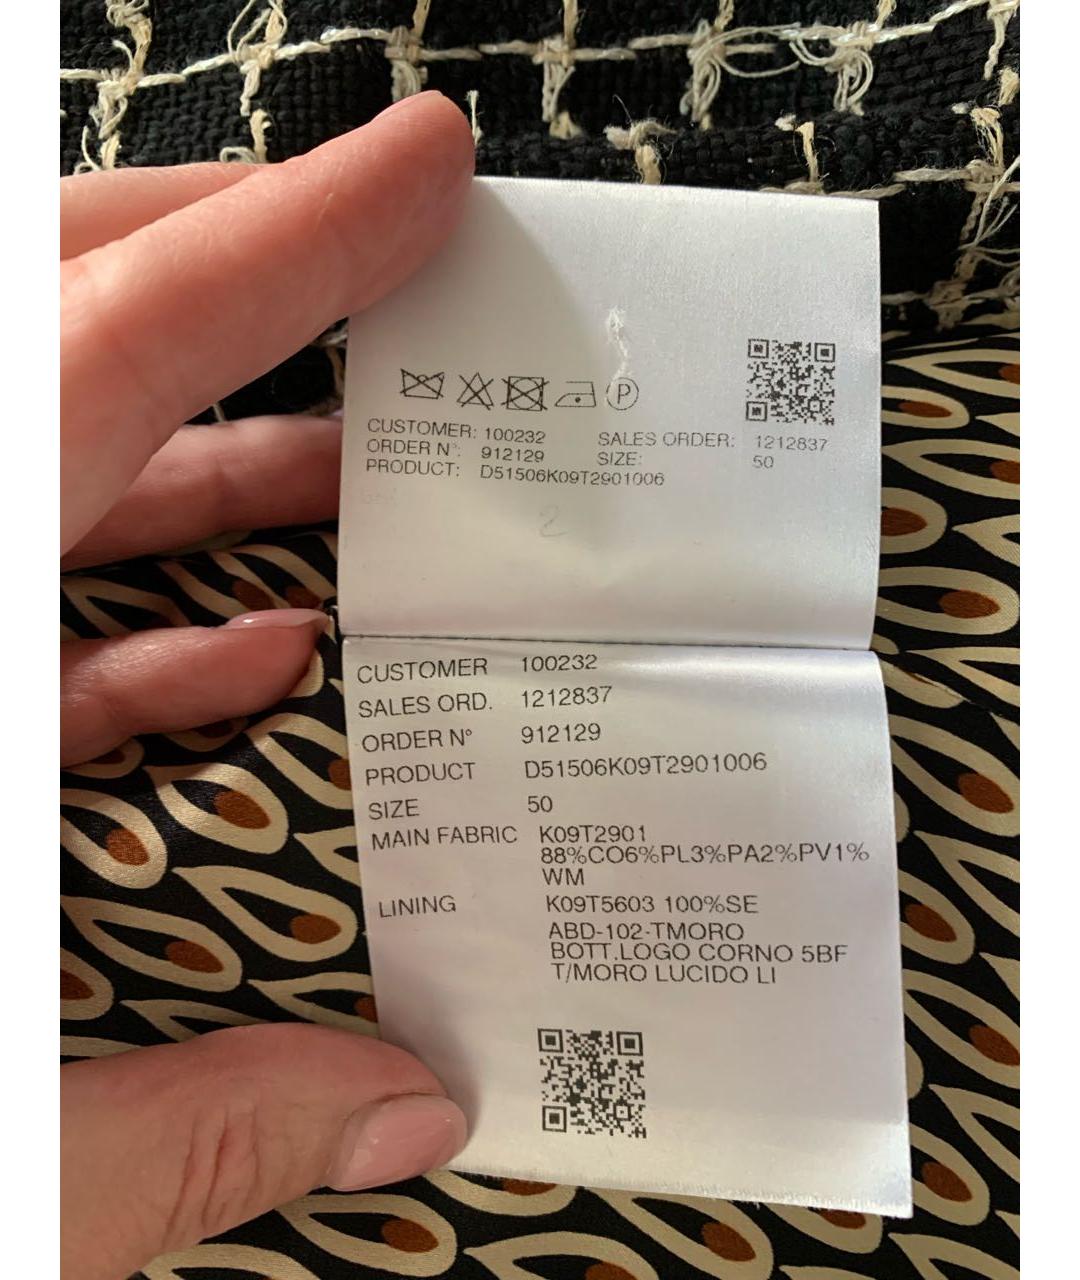 P
CUSTOMER: 100232 SALES ORDER: 1212837
ORDER N°: 912129 SIZE: 50
PRODUCT: D51506K09T2901006
2
CUSTOMER 100232
SALES ORD. 1212837
ORDER N° 912129
PRODUCT D51506K09T2901006
SIZE 50
MAIN FABRIC K09T2901
88%CO6%PL3%PA2%PV1%
WM
LINING K09T5603 100%SE
ABD-102-TMORO
BOTT.LOGO CORNO 5BF
T/MORO LUCIDO LI